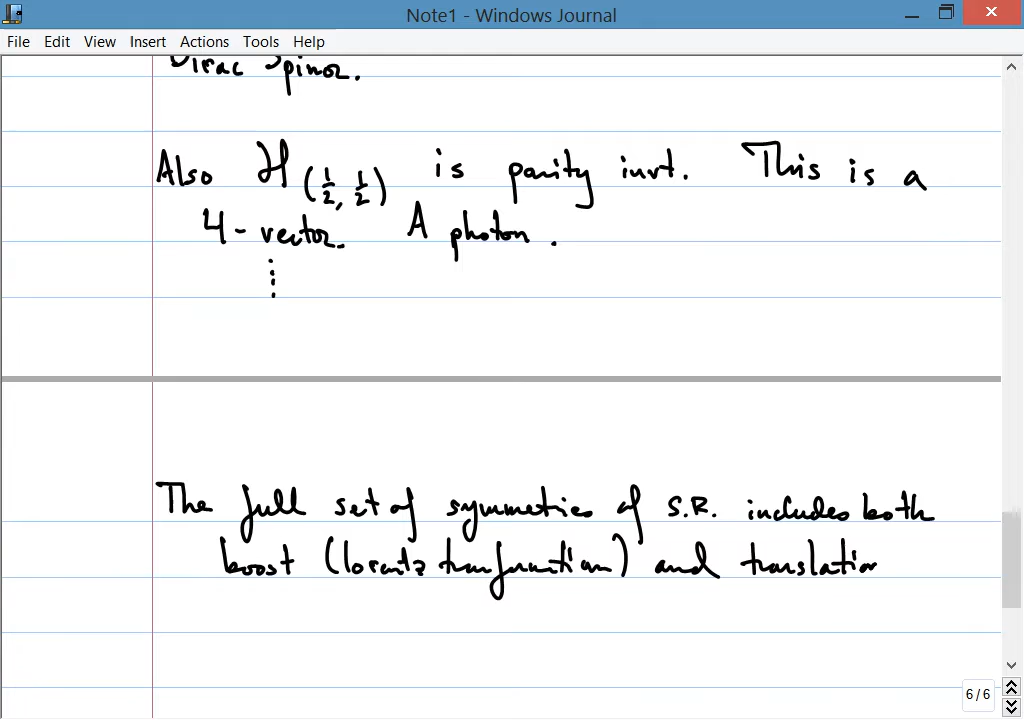 Note1 - Windows Journal
File Edit View Insert Actions Tools Help
Dirac Spinor.
Also ℋ(½, ½) is parity invt. This is a
4-vector. A photon.
⋮
The full set of symmetries of S.R. includes both
boost (lorentz transformation) and translation
6/6